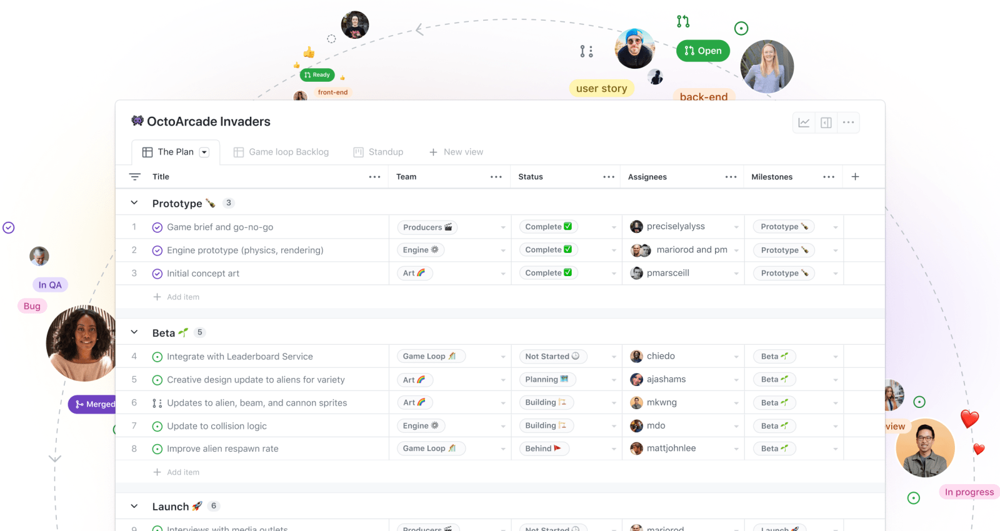 Ready
front-end
user story
Open
back-end
OctoArcade Invaders
The Plan
Game loop Backlog
Standup
New view
Title Team Status Assignees Milestones
Prototype 3
1 Game brief and go-no-go Producers Complete preciselyalyss Prototype
2 Engine prototype (physics, rendering) Engine Complete mariorod and pm Prototype
3 Initial concept art Art Complete pmarsceill Prototype
Add item
In QA
Bug
Merged
Beta 5
4 Integrate with Leaderboard Service Game Loop Not Started chiedo Beta
5 Creative design update to aliens for variety Art Planning ajashams Beta
6 Updates to alien, beam, and cannon sprites Art Building mkwng Beta
7 Update to collision logic Engine Building mdo Beta
8 Improve alien respawn rate Game Loop Behind mattjohnlee Beta
Add item
view
In progress
Launch 6
9 Interviews with media outlets Producers Not Started mariorod Launch